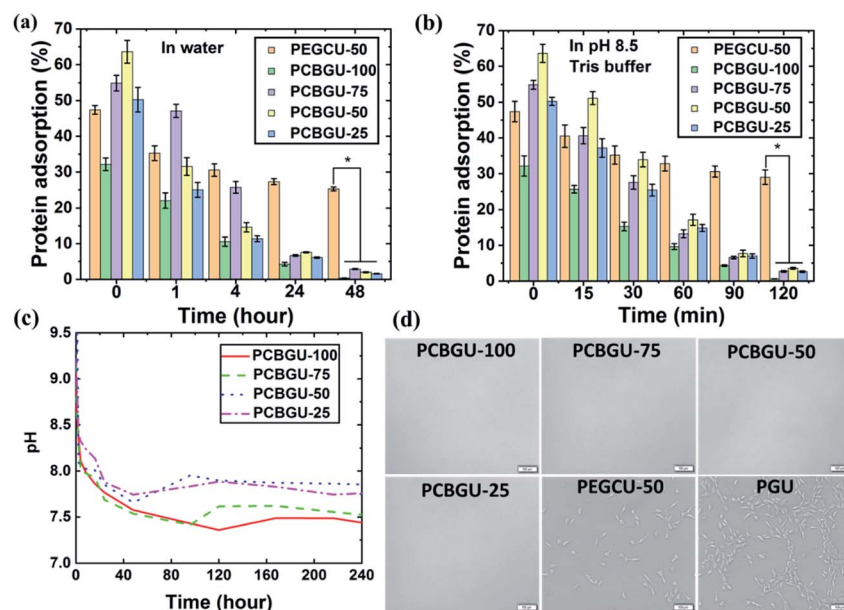 (a)
In water
PEGCU-50
PCBGU-100
PCBGU-75
PCBGU-50
PCBGU-25
*
Protein adsorption (%)
70
60
50
40
30
20
10
0
0 1 4 24 48
Time (hour)
(b)
In pH 8.5
Tris buffer
PEGCU-50
PCBGU-100
PCBGU-75
PCBGU-50
PCBGU-25
*
Protein adsorption (%)
70
60
50
40
30
20
10
0
0 15 30 60 90 120
Time (min)
(c)
PCBGU-100
PCBGU-75
PCBGU-50
PCBGU-25
pH
9.5
9.0
8.5
8.0
7.5
7.0
0 40 80 120 160 200 240
Time (hour)
(d)
PCBGU-100 PCBGU-75 PCBGU-50
PCBGU-25 PEGCU-50 PGU